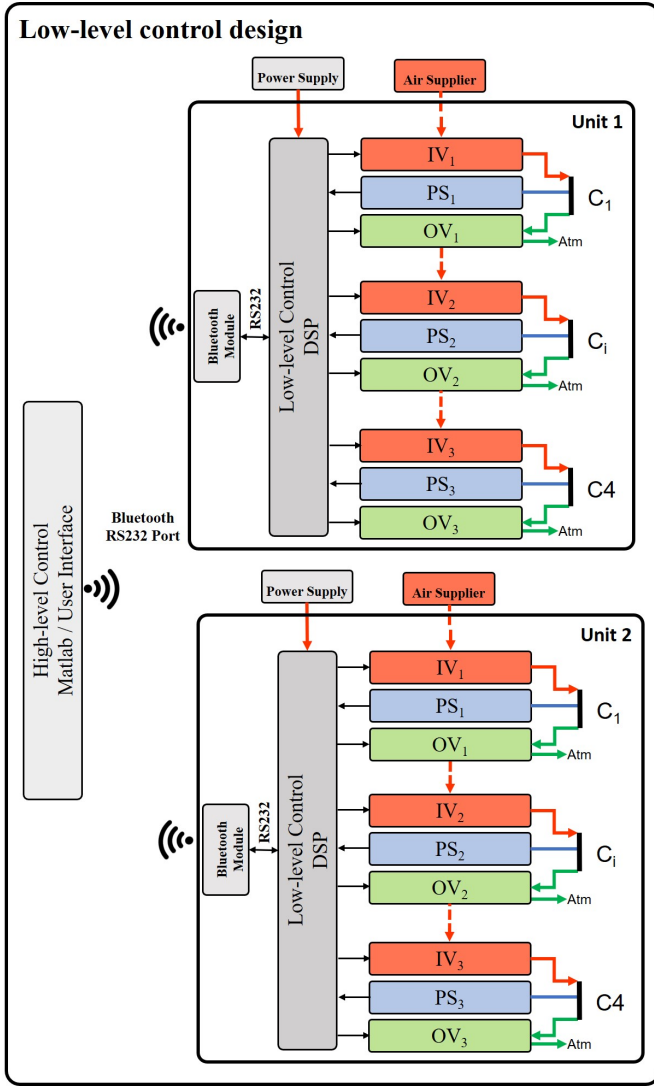 Low-level control design
Power Supply
Air Supplier
Unit 1
IV₁
PS₁
C₁
OV₁
Atm
RS232
Bluetooth
Module
Low-level Control
DSP
IV₂
PS₂
Cᵢ
OV₂
Atm
IV₃
PS₃
C4
OV₃
Atm
High-level Control
Matlab / User Interface
Bluetooth
RS232 Port
Power Supply
Air Supplier
Unit 2
IV₁
PS₁
C₁
OV₁
Atm
RS232
Bluetooth
Module
Low-level Control
DSP
IV₂
PS₂
Cᵢ
OV₂
Atm
IV₃
PS₃
C4
OV₃
Atm